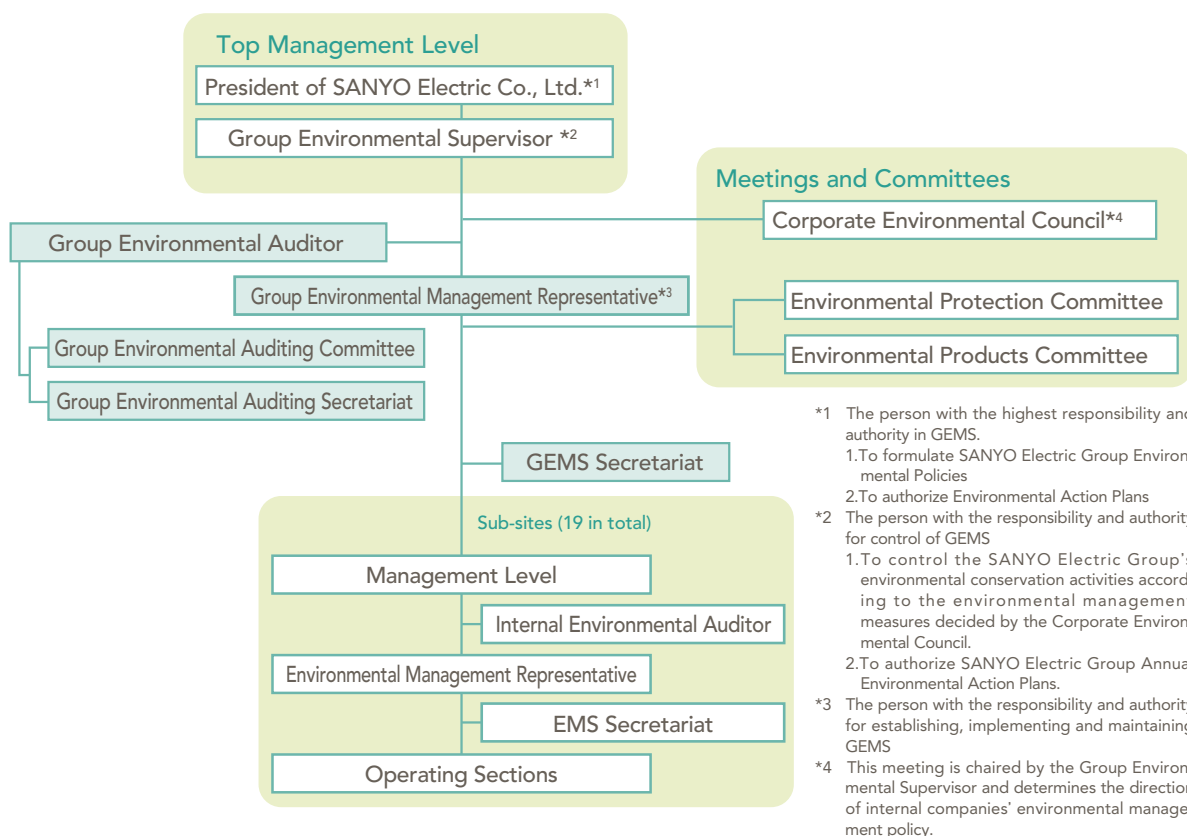 Top Management Level
President of SANYO Electric Co., Ltd.*1
Group Environmental Supervisor *2
Meetings and Committees
Corporate Environmental Council*4
Group Environmental Auditor
Group Environmental Management Representative*3
Environmental Protection Committee
Environmental Products Committee
Group Environmental Auditing Committee
Group Environmental Auditing Secretariat
GEMS Secretariat
Sub-sites (19 in total)
Management Level
Internal Environmental Auditor
Environmental Management Representative
EMS Secretariat
Operating Sections
*1 The person with the highest responsibility and
authority in GEMS.
1.To formulate SANYO Electric Group Environ
mental Policies
2.To authorize Environmental Action Plans
*2 The person with the responsibility and authority
for control of GEMS
1.To control the SANYO Electric Group's
environmental conservation activities accord
ing to the environmental management
measures decided by the Corporate Environ
mental Council.
2.To authorize SANYO Electric Group Annual
Environmental Action Plans.
*3 The person with the responsibility and authority
for establishing, implementing and maintaining
GEMS
*4 This meeting is chaired by the Group Environ
mental Supervisor and determines the direction
of internal companies' environmental manage
ment policy.